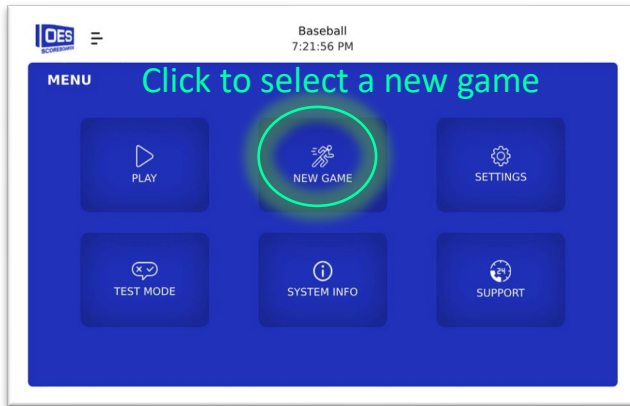 OES
SCOREBOARDS
Baseball
7:21:56 PM
MENU
Click to select a new game
PLAY
NEW GAME
SETTINGS
TEST MODE
SYSTEM INFO
24
SUPPORT